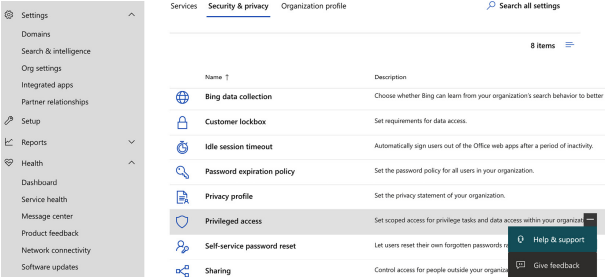 Settings
Domains
Search & intelligence
Org settings
Integrated apps
Partner relationships
Setup
Reports
Health
Dashboard
Service health
Message center
Product feedback
Network connectivity
Software updates
Services Security & privacy Organization profile
Search all settings
8 items
Name ↑ Description
Bing data collection Choose whether Bing can learn from your organization's search behavior to better
Customer lockbox Set requirements for data access.
Idle session timeout Automatically sign users out of the Office web apps after a period of inactivity.
Password expiration policy Set the password policy for all users in your organization.
Privacy profile Set the privacy statement of your organization.
Privileged access Set scoped access for privilege tasks and data access within your
Self-service password reset Let users reset their own forgotten passwords
Sharing Control access for people outside your
Help & support
Give feedback